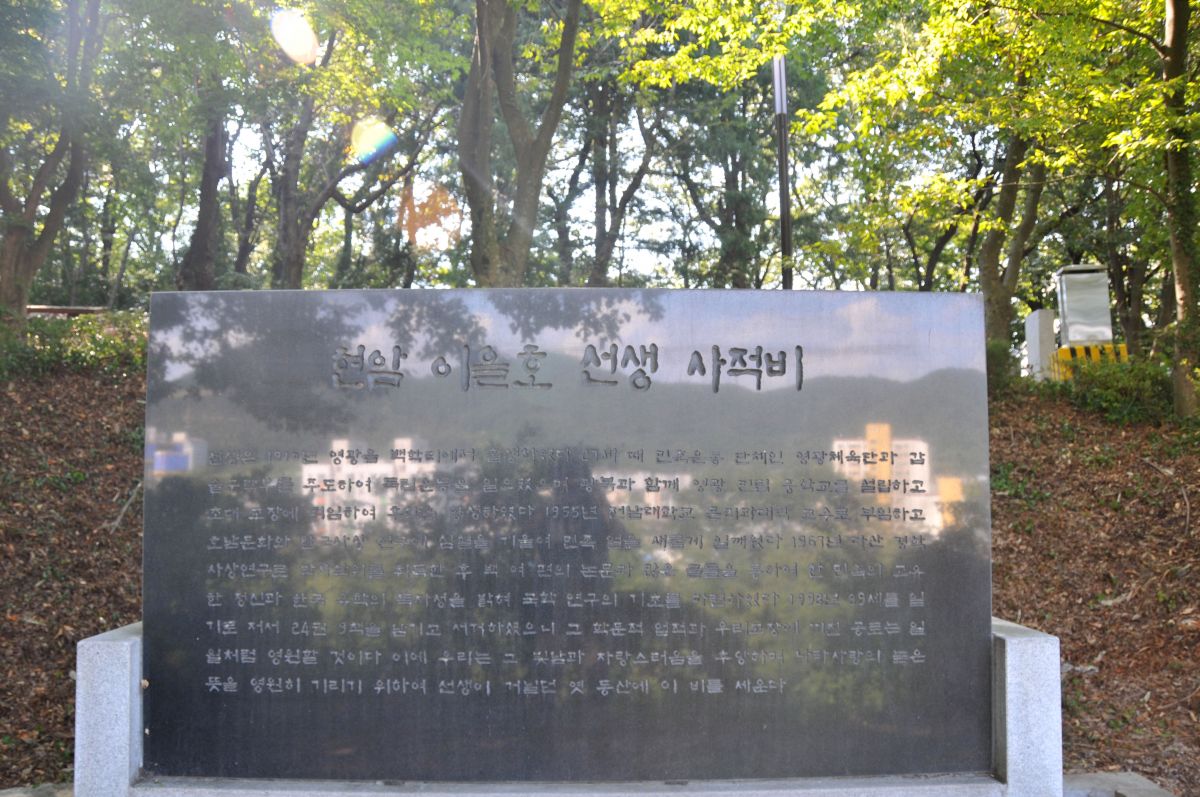 현암 이을호 선생 사적비
선생은 1910년 영광읍 백학리에서 출생하였다 일제 때 민족운동 단체인 영광체육단과 갑
술구락부를 주도하여 독립운동을 일으켰으며 광복과 함께 영광 민립 중학교를 설립하고
초대 교장에 취임하여 후진을 양성하였다 1955년 전남대학교 문리과대학 교수로 부임하고
호남문화와 한국사상 연구에 심혈을 기울여 민족 얼을 새롭게 일깨웠다 1967년 다산 경학
사상연구로 박사학위를 취득한 후 백 여 편의 논문과 많은 글들을 통하여 한 민족의 고유
한 정신과 한국 유학의 독자성을 밝혀 국학 연구의 기초를 마련하였다 1998년 89세를 일
기로 저서 24권 9책을 남기고 서거하셨으니 그 학문적 업적과 우리고장에 끼친 공로는 일
월처럼 영원할 것이다 이에 우리는 그 빛남과 자랑스러움을 추앙하며 나라사랑의 높은
뜻을 영원히 기리기 위하여 선생이 거닐던 옛 동산에 이 비를 세운다